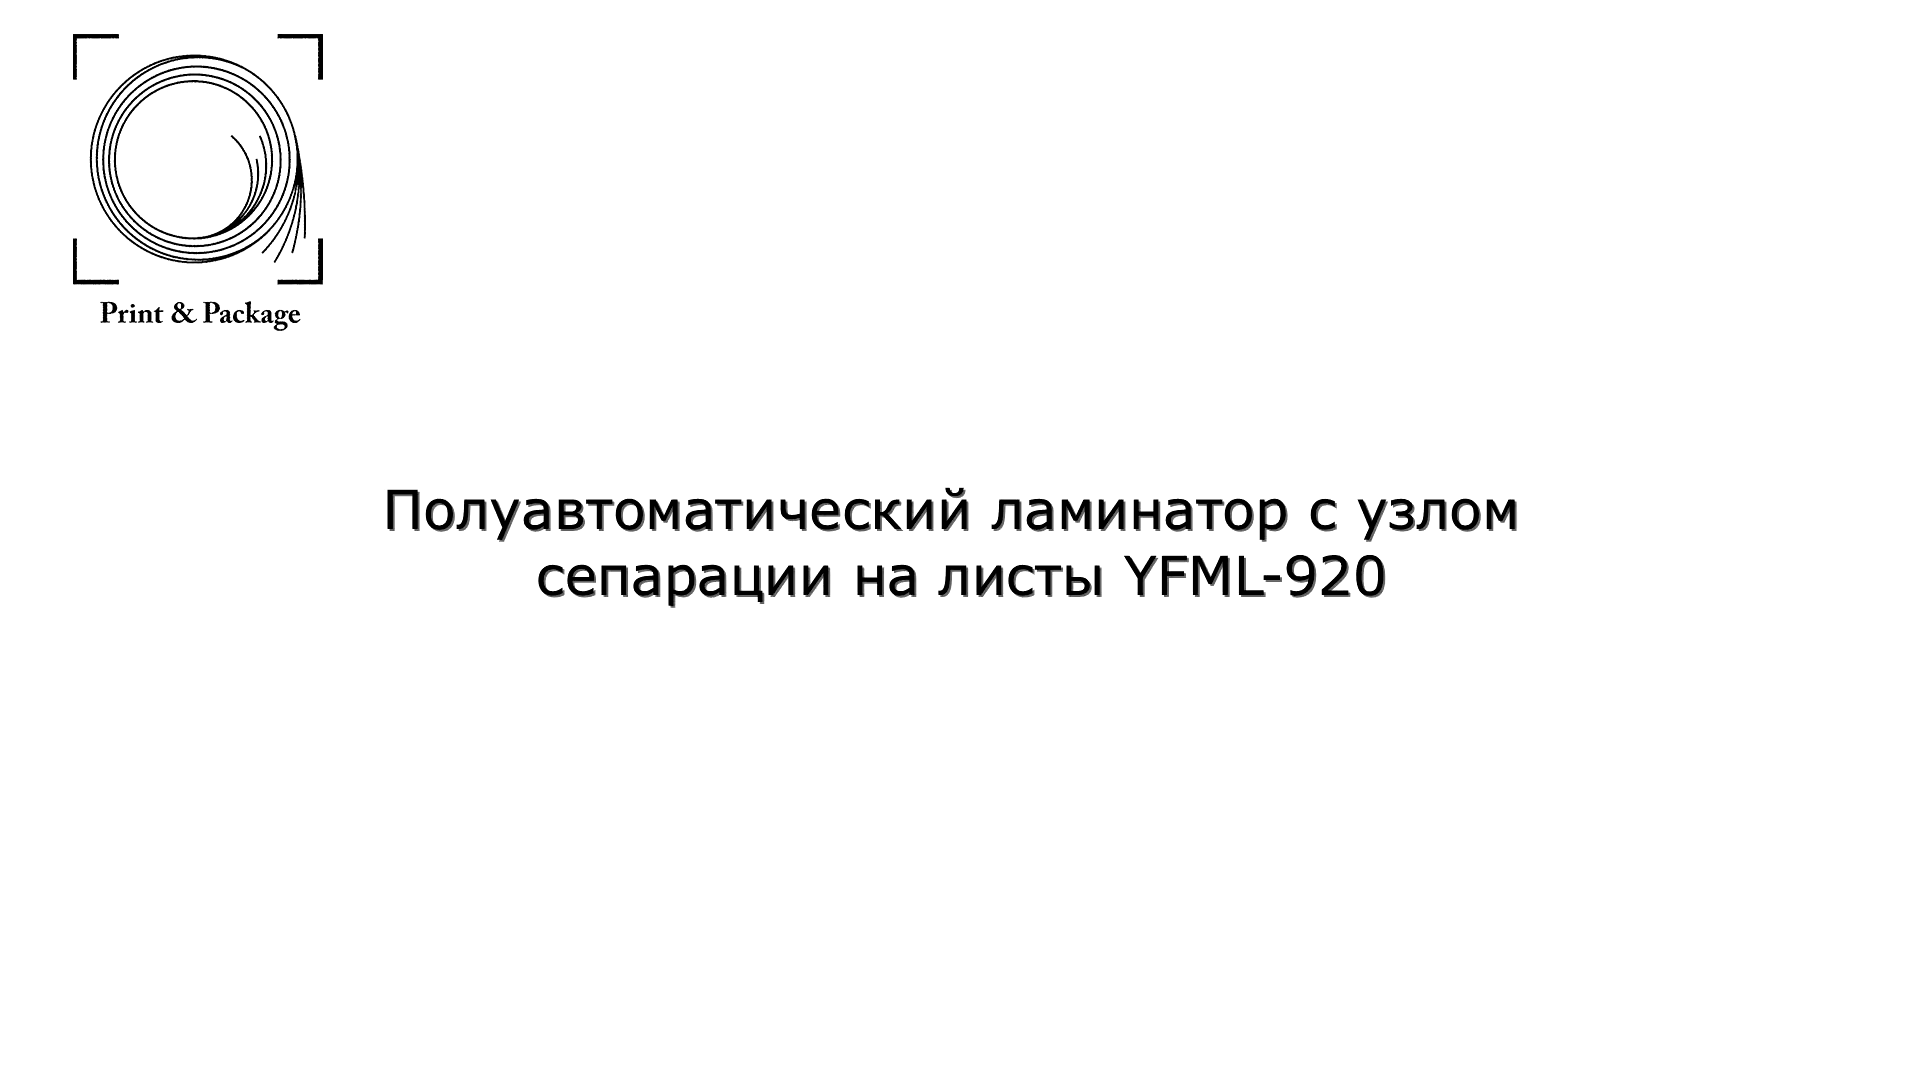 Print & Package
Полуавтоматический ламинатор с узлом
сепарации на листы YFML-920